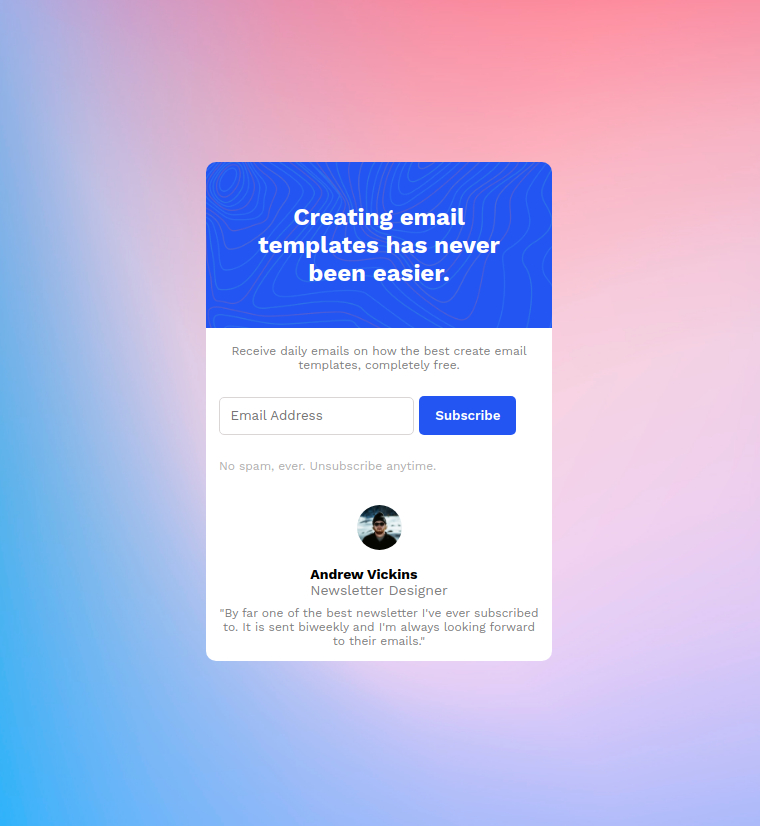 Creating email
templates has never
been easier.
Receive daily emails on how the best create email
templates, completely free.
Email Address
Subscribe
No spam, ever. Unsubscribe anytime.
Andrew Vickins
Newsletter Designer
"By far one of the best newsletter I've ever subscribed
to. It is sent biweekly and I'm always looking forward
to their emails."